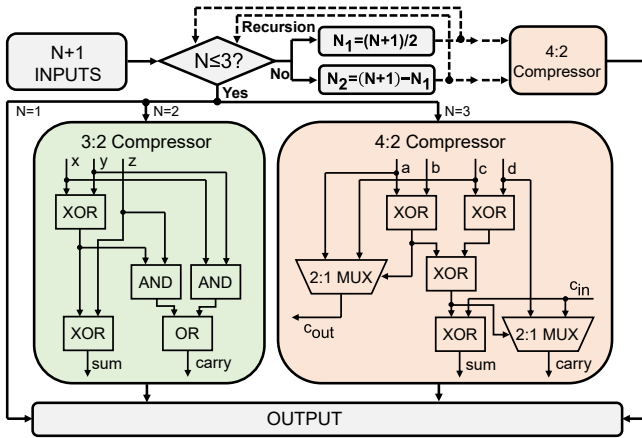 N+1
INPUTS
N≤3?
Recursion
No
Yes
N₁=(N+1)/2
N₂=(N+1)−N₁
4:2
Compressor
N=1
N=2
N=3
3:2 Compressor
x y z
XOR
AND AND
XOR OR
sum carry
4:2 Compressor
a b c d
XOR XOR
2:1 MUX XOR
cᵢₙ
cₒᵤₜ XOR 2:1 MUX
sum carry
OUTPUT